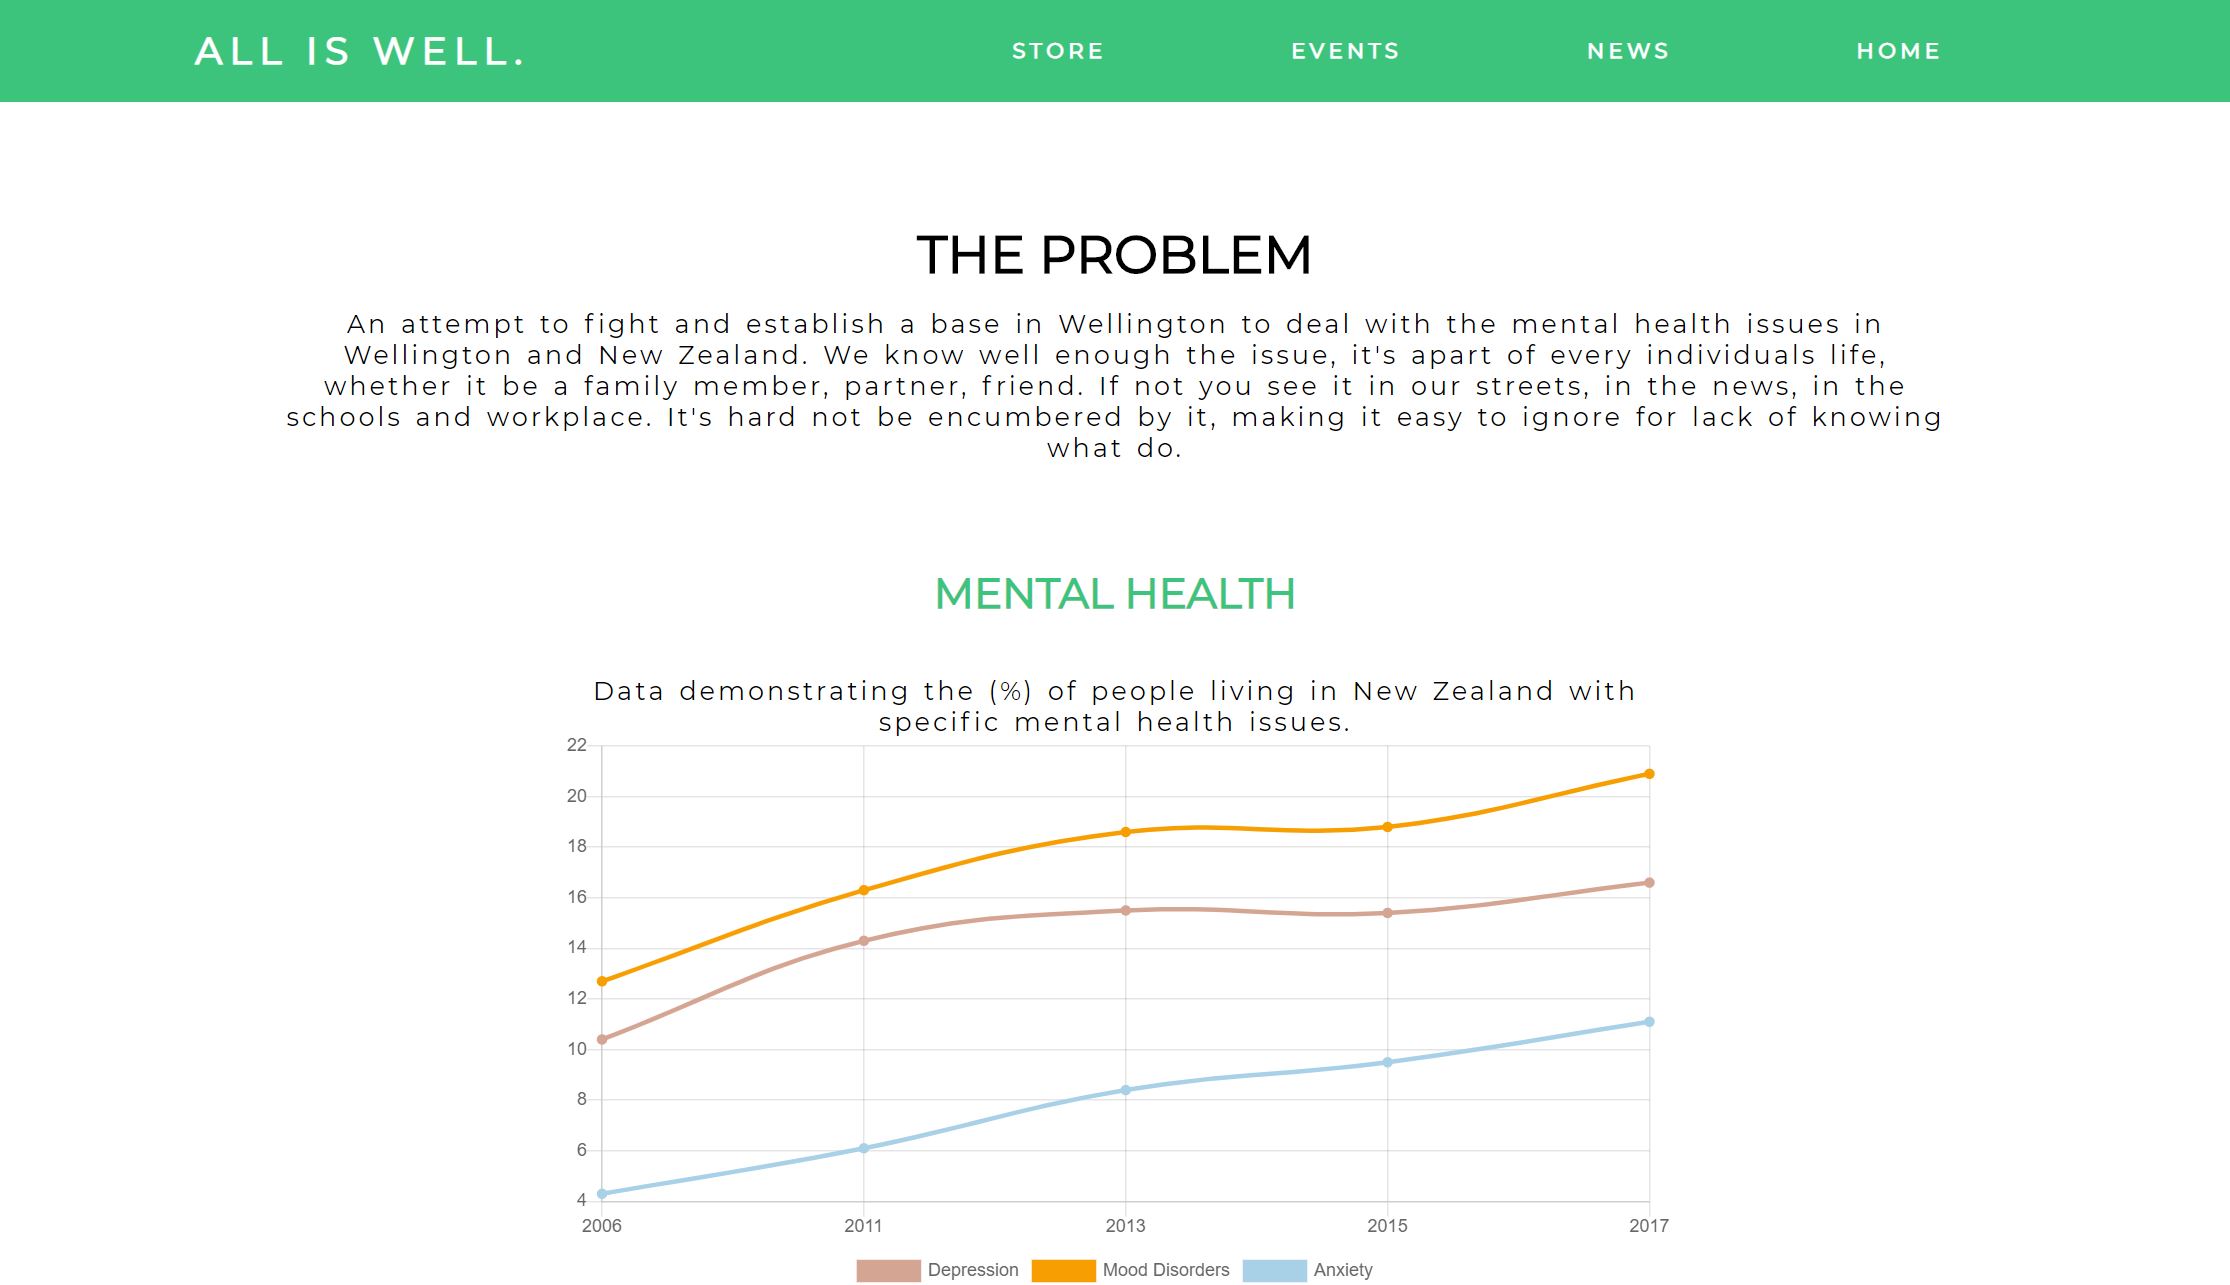 ALL IS WELL.
STORE
EVENTS
NEWS
HOME
THE PROBLEM
An attempt to fight and establish a base in Wellington to deal with the mental health issues in
Wellington and New Zealand. We know well enough the issue, it's apart of every individuals life,
whether it be a family member, partner, friend. If not you see it in our streets, in the news, in the
schools and workplace. It's hard not be encumbered by it, making it easy to ignore for lack of knowing
what do.
MENTAL HEALTH
Data demonstrating the (%) of people living in New Zealand with
specific mental health issues.
22
20
18
16
14
12
10
8
6
4
2006 2011 2013 2015 2017
Depression Mood Disorders Anxiety